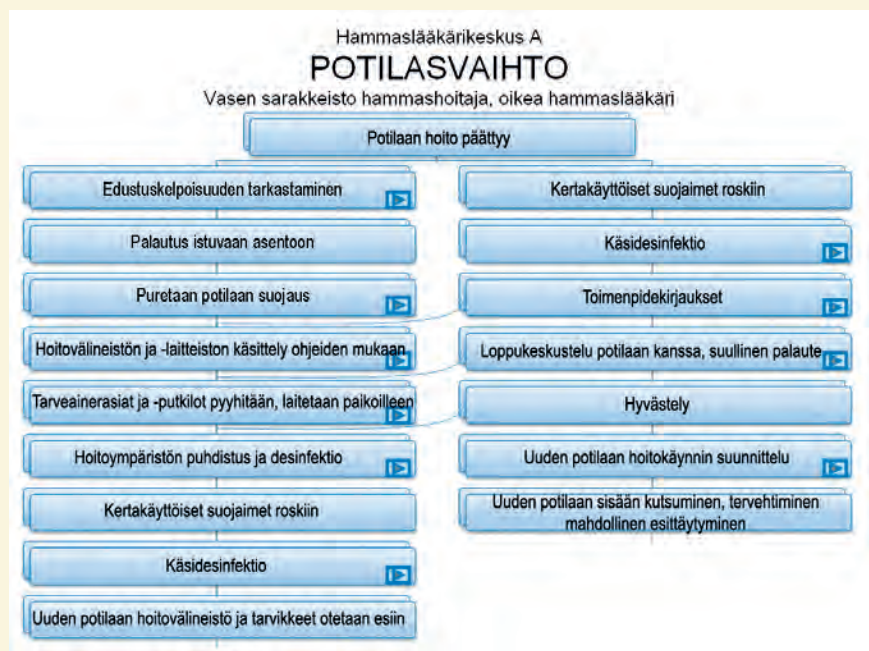 Hammaslääkärikeskus A
POTILASVAIHTO
Vasen sarakkeisto hammashoitaja, oikea hammaslääkäri
Potilaan hoito päättyy
Edustuskelpoisuuden tarkastaminen
Palautus istuvaan asentoon
Puretaan potilaan suojaus
Hoitovälineistön ja -laitteiston käsittely ohjeiden mukaan
Tarveainerasiat ja -putkilot pyyhitään, laitetaan paikoilleen
Hoitoympäristön puhdistus ja desinfektio
Kertakäyttöiset suojaimet roskiin
Käsidesinfektio
Uuden potilaan hoitovälineistö ja tarvikkeet otetaan esiin
Kertakäyttöiset suojaimet roskiin
Käsidesinfektio
Toimenpidekirjaukset
Loppukeskustelu potilaan kanssa, suullinen palaute
Hyvästely
Uuden potilaan hoitokäynnin suunnittelu
Uuden potilaan sisään kutsuminen, tervehtiminen
mahdollinen esittäytyminen